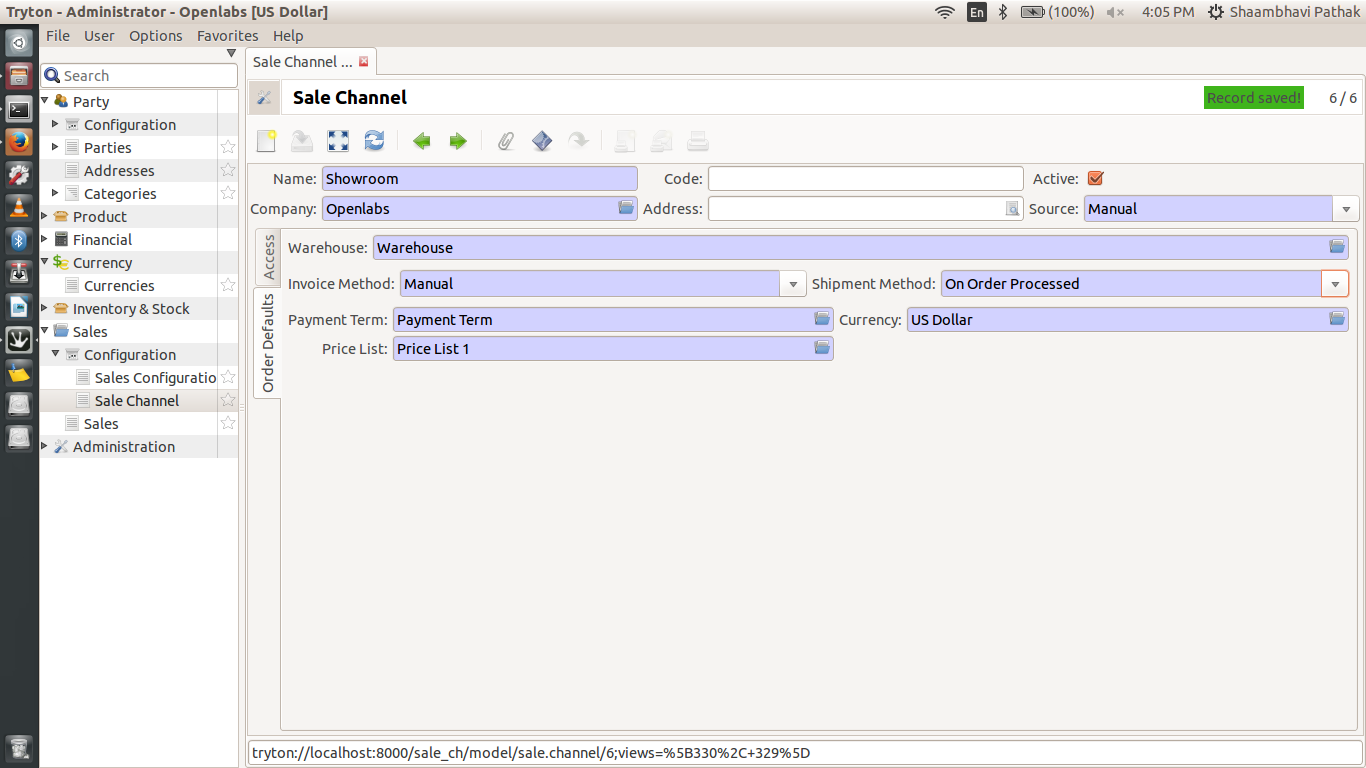 Tryton - Administrator - Openlabs [US Dollar] En (100%) 4:05 PM Shaambhavi Pathak
File User Options Favorites Help
Search
Party
Configuration
Parties
Addresses
Categories
Product
Financial
Currency
Currencies
Inventory & Stock
Sales
Configuration
Sales Configuratio
Sale Channel
Sales
Administration
Sale Channel ...
Sale Channel Record saved! 6 / 6
Name: Showroom Code: Active:
Company: Openlabs Address: Source: Manual
Access
Order Defaults
Warehouse: Warehouse
Invoice Method: Manual Shipment Method: On Order Processed
Payment Term: Payment Term Currency: US Dollar
Price List: Price List 1
tryton://localhost:8000/sale_ch/model/sale.channel/6;views=%5B330%2C+329%5D